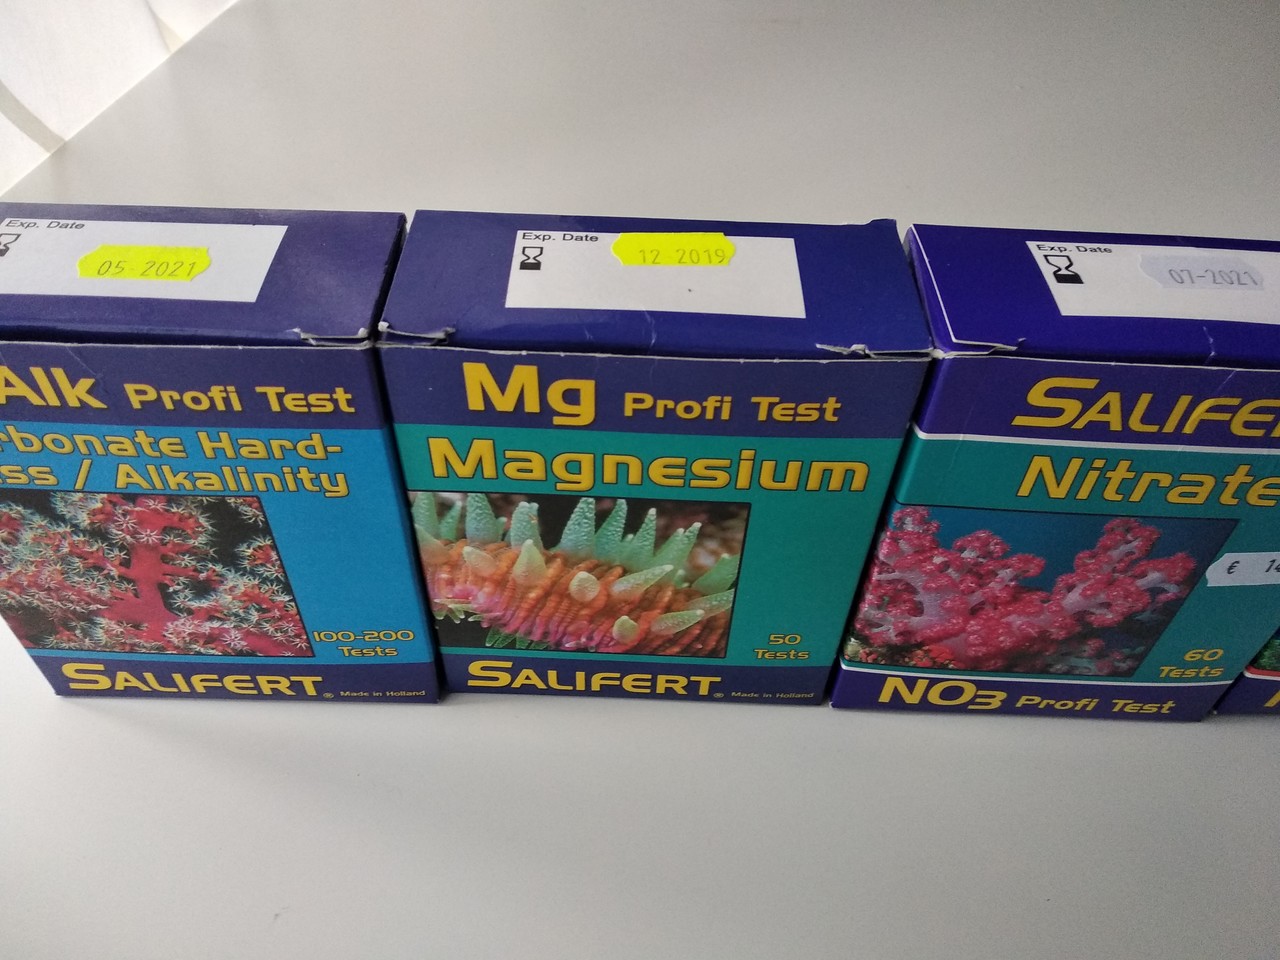 Exp. Date
05-2021
Alk Profi Test
rbonate Hard-
ss / Alkalinity
100-200
Tests
SALIFERT® Made in Holland
Exp. Date
12-2019
Mg Profi Test
Magnesium
50
Tests
SALIFERT® Made in Holland
Exp. Date
07-2021
SALIFE
Nitrate
€ 14
60
Tests
NO3 Profi Test